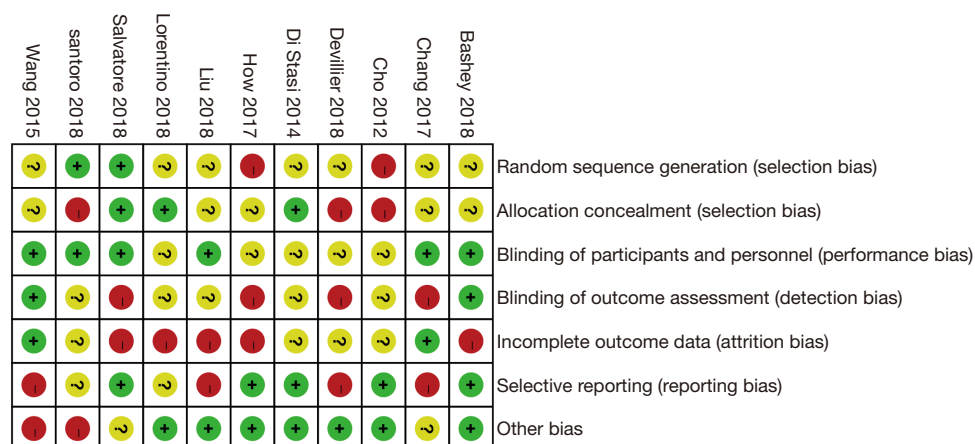 Wang 2015
santoro 2018
Salvatore 2018
Lorentino 2018
Liu 2018
How 2017
Di Stasi 2014
Devillier 2018
Cho 2012
Chang 2017
Bashey 2018
? + + ? ? – ? ? – ? ? Random sequence generation (selection bias)
? – + + ? ? + – – ? ? Allocation concealment (selection bias)
+ + + ? + ? ? ? ? + + Blinding of participants and personnel (performance bias)
+ ? – ? ? – ? – ? – + Blinding of outcome assessment (detection bias)
+ ? – – – – ? ? ? + – Incomplete outcome data (attrition bias)
– ? + ? – + + – + – + Selective reporting (reporting bias)
– – ? + + + + + + ? + Other bias